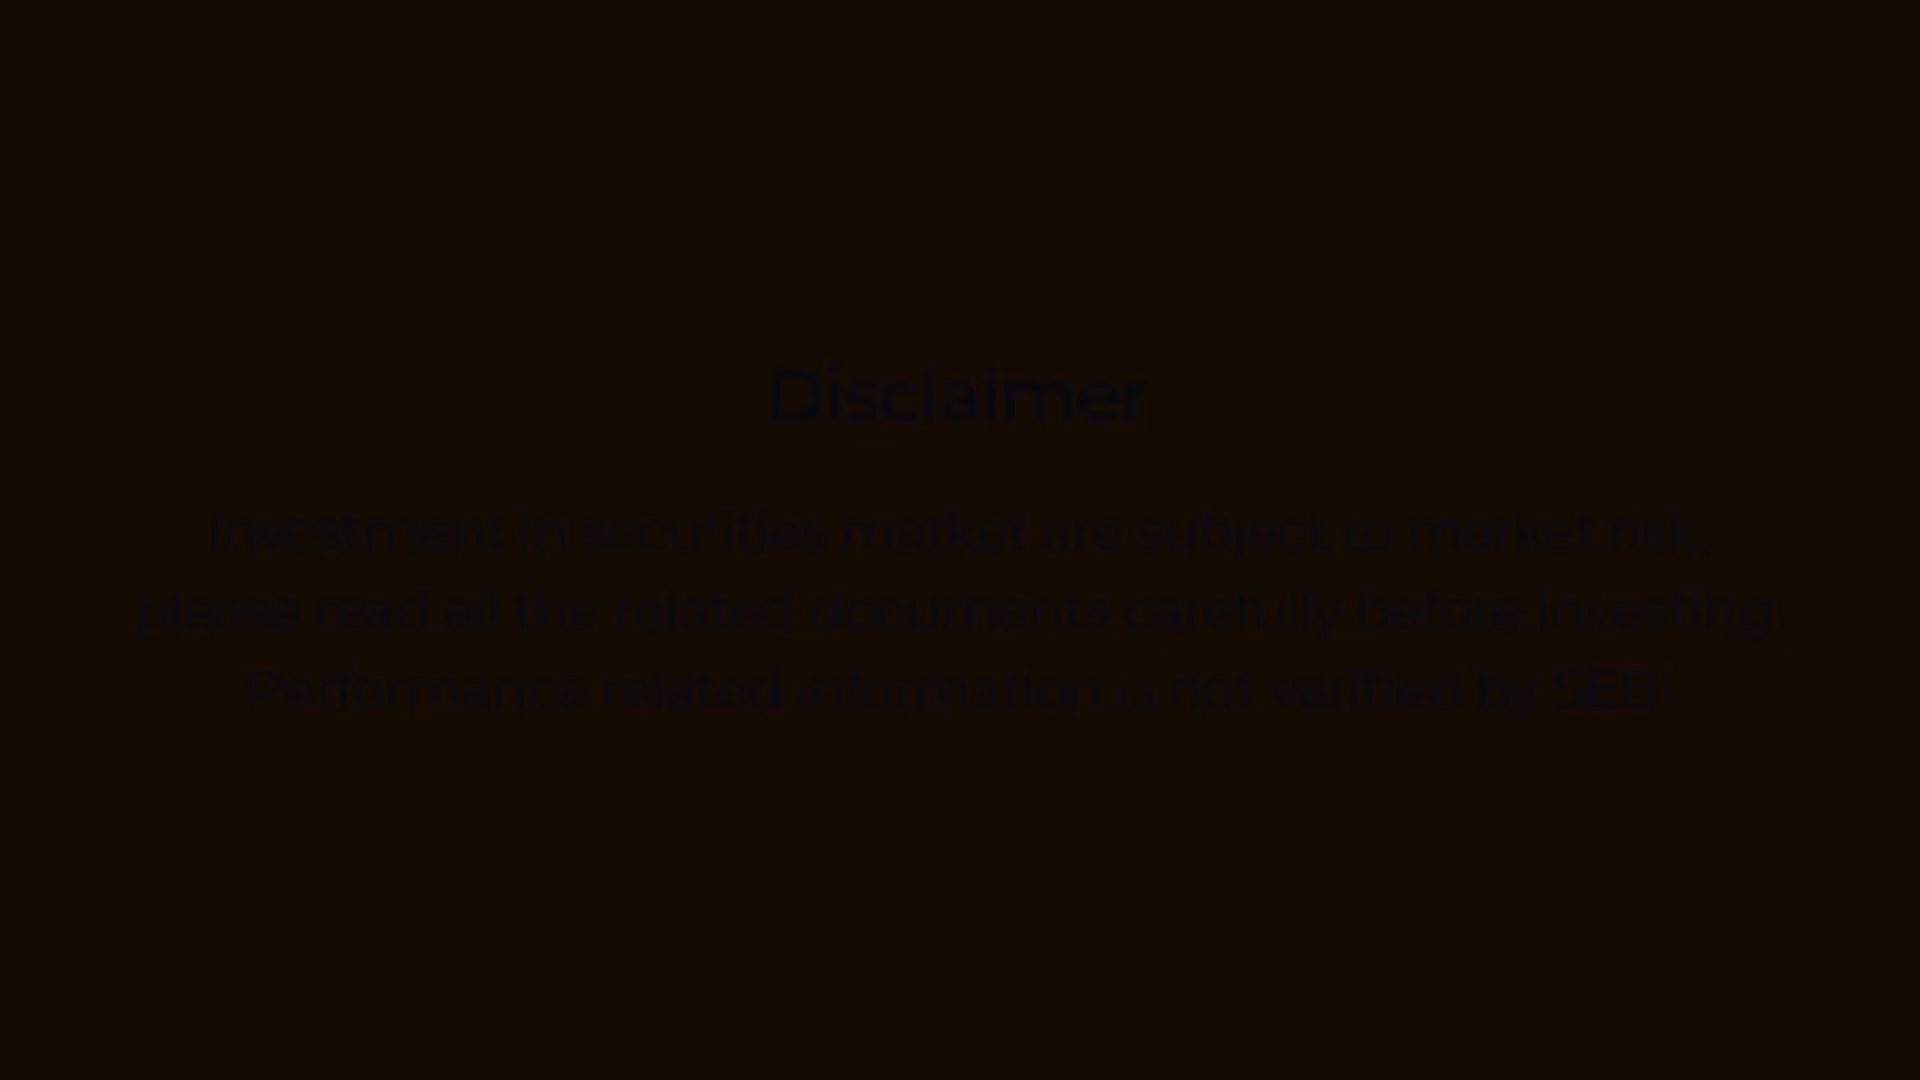 Disclaimer
Investment in securities market are subject to market risk,
please read all the related documents carefully before investing.
Performance related information is not verified by SEBI.